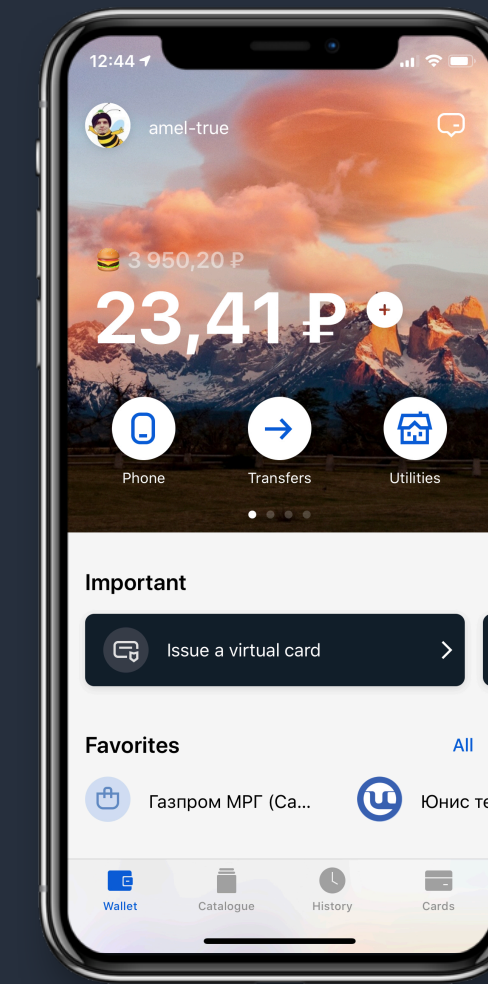 12:44
amel-true
3 950,20 ₽
23,41 ₽
Phone
Transfers
Utilities
Important
Issue a virtual card
Favorites
All
Газпром МРГ (Са...
Юнис те
Wallet
Catalogue
History
Cards